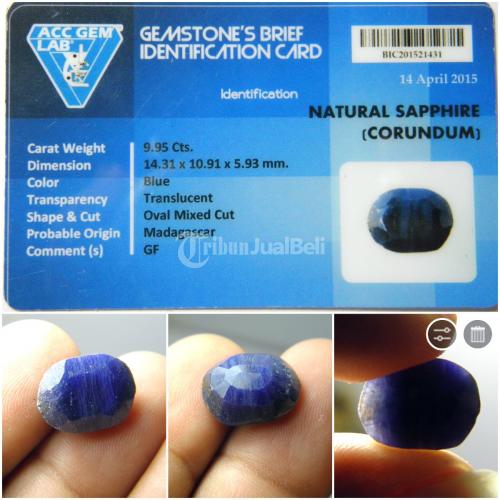 ACC GEM
LAB
GEMSTONE'S BRIEF
IDENTIFICATION CARD
BIC201521431
14 April 2015
Identification
NATURAL SAPPHIRE
(CORUNDUM)
Carat Weight 9.95 Cts.
Dimension 14.31 x 10.91 x 5.93 mm.
Color Blue
Transparency Translucent
Shape & Cut Oval Mixed Cut
Probable Origin Madagascar
Comment (s) GF
TribunJualBeli